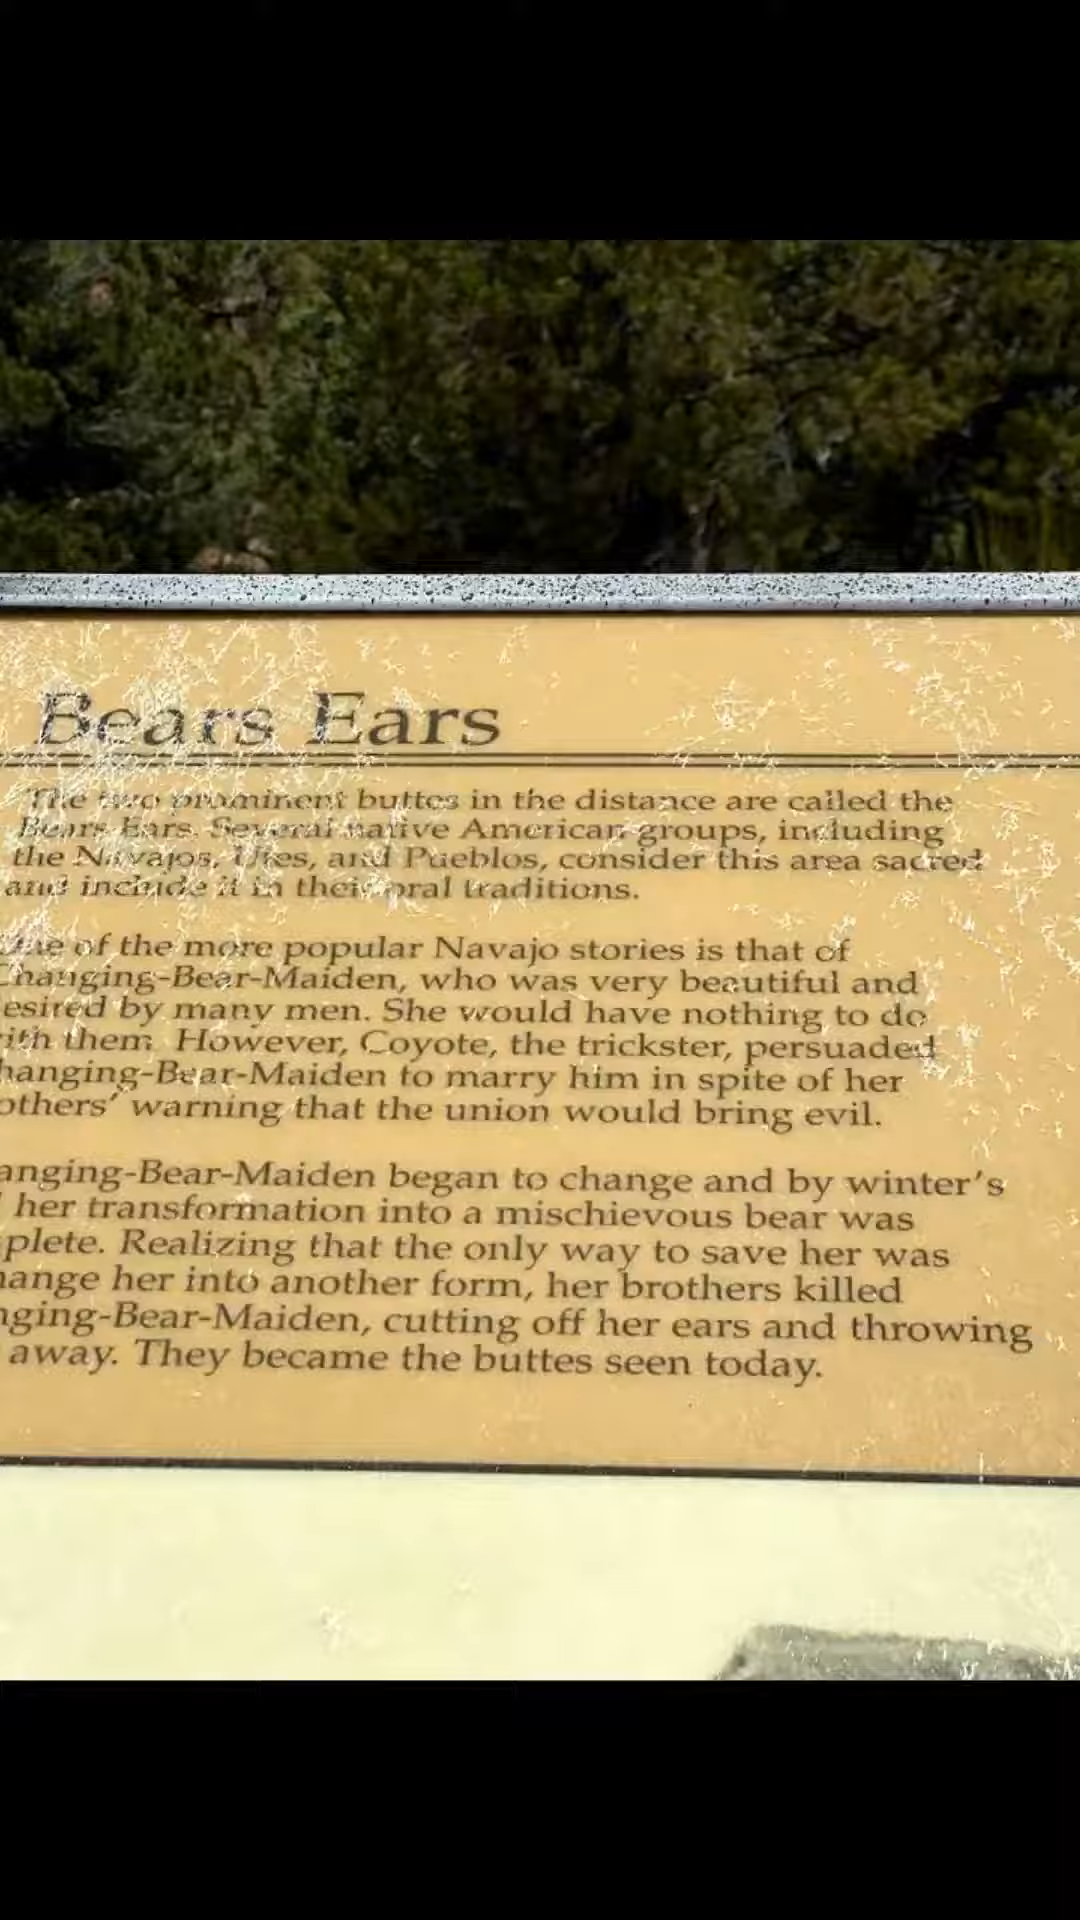 Bears Ears
The two prominent buttes in the distance are called the
Bears Ears. Several native American groups, including
the Navajos, Utes, and Pueblos, consider this area sacred
and include it in their oral traditions.
One of the more popular Navajo stories is that of
Changing-Bear-Maiden, who was very beautiful and
esired by many men. She would have nothing to do
ith them. However, Coyote, the trickster, persuaded
hanging-Bear-Maiden to marry him in spite of her
others' warning that the union would bring evil.
anging-Bear-Maiden began to change and by winter's
her transformation into a mischievous bear was
plete. Realizing that the only way to save her was
hange her into another form, her brothers killed
nging-Bear-Maiden, cutting off her ears and throwing
away. They became the buttes seen today.